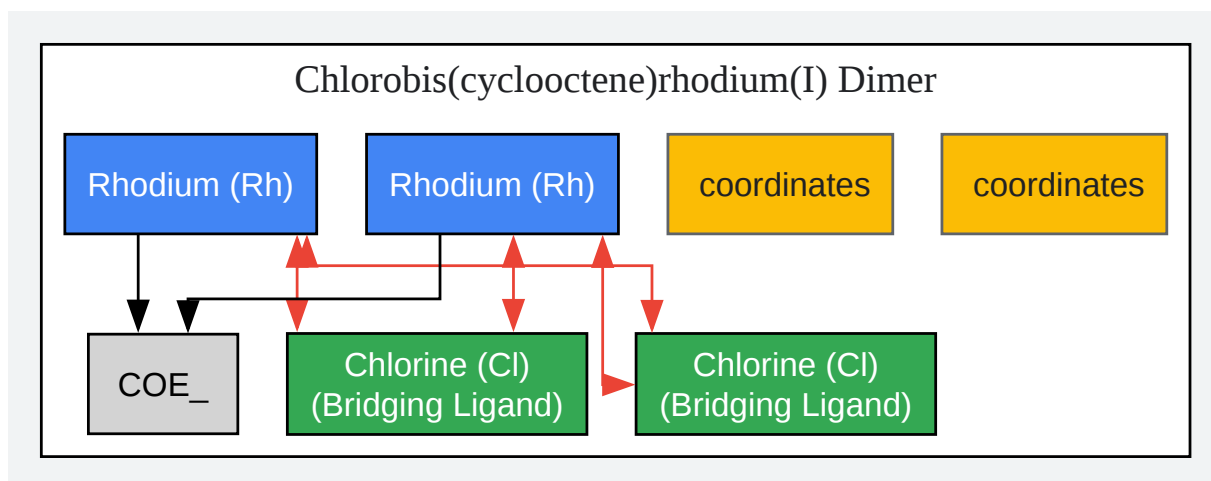 Chlorobis(cyclooctene)rhodium(I) Dimer
Rhodium (Rh)
Rhodium (Rh)
coordinates
coordinates
COE_
Chlorine (Cl)
(Bridging Ligand)
Chlorine (Cl)
(Bridging Ligand)